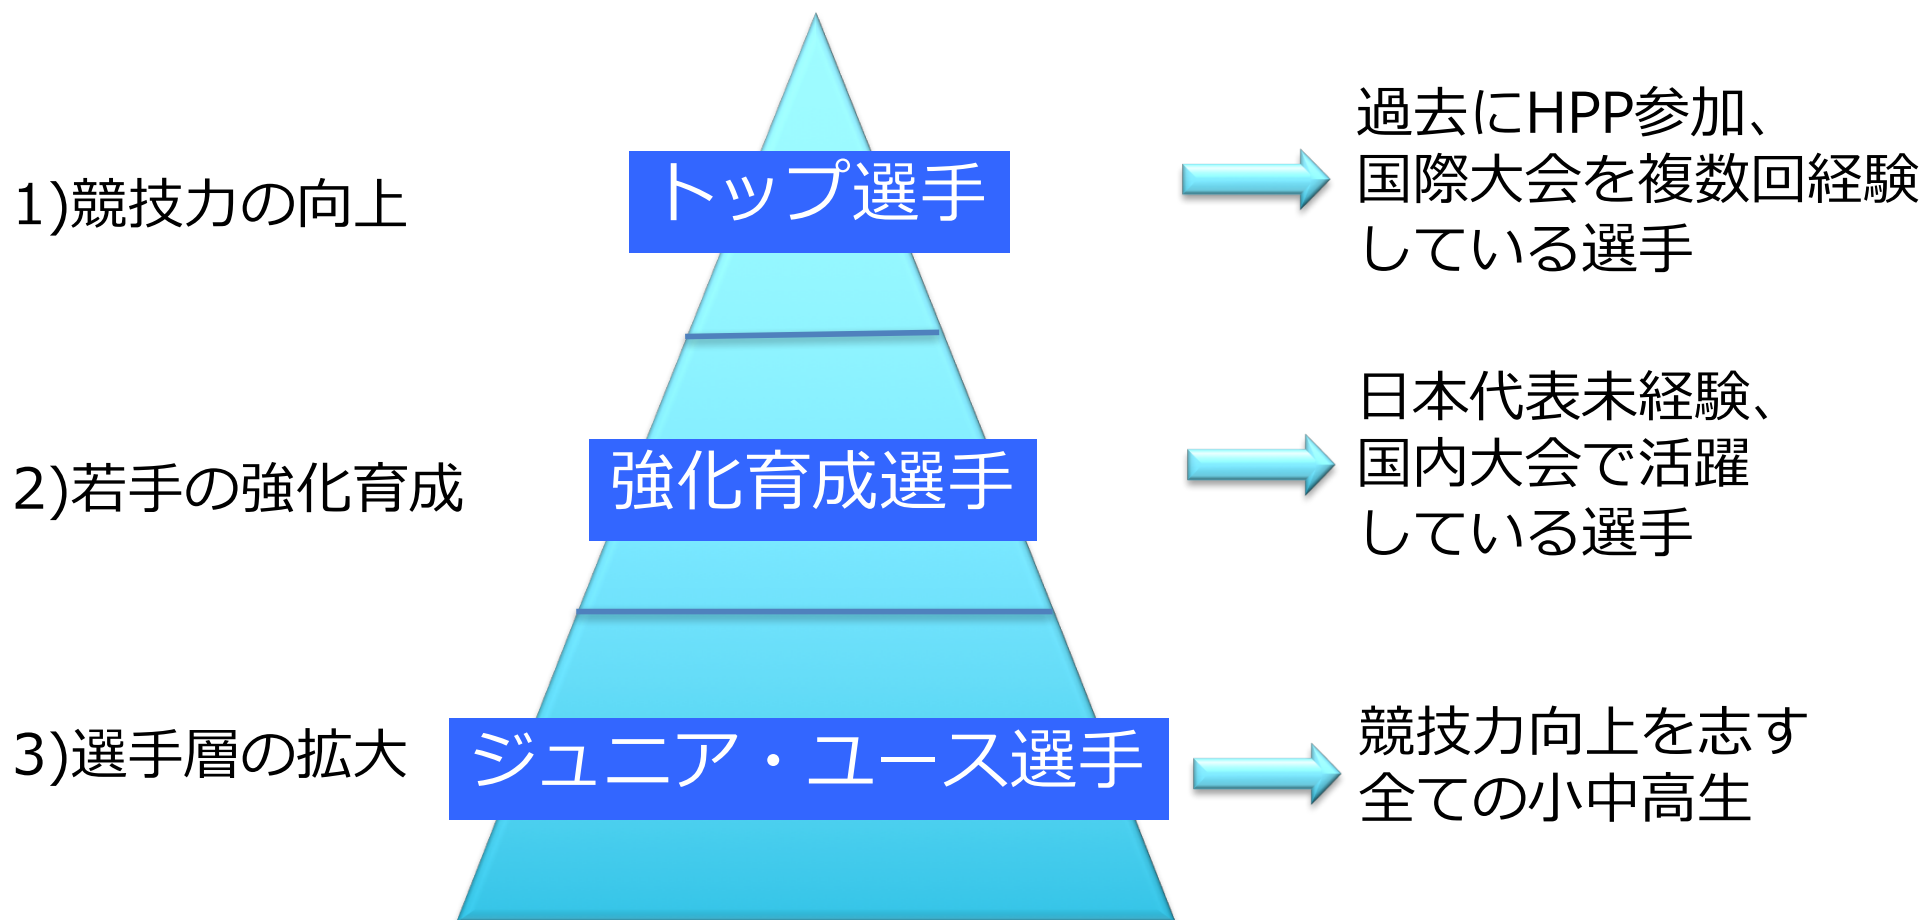 1)競技力の向上
トップ選手
過去にHPP参加、
国際大会を複数回経験
している選手
2)若手の強化育成
強化育成選手
日本代表未経験、
国内大会で活躍
している選手
3)選手層の拡大
ジュニア・ユース選手
競技力向上を志す
全ての小中高生